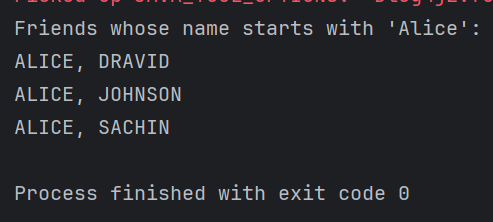 Friends whose name starts with 'Alice':
ALICE, DRAVID
ALICE, JOHNSON
ALICE, SACHIN
Process finished with exit code 0